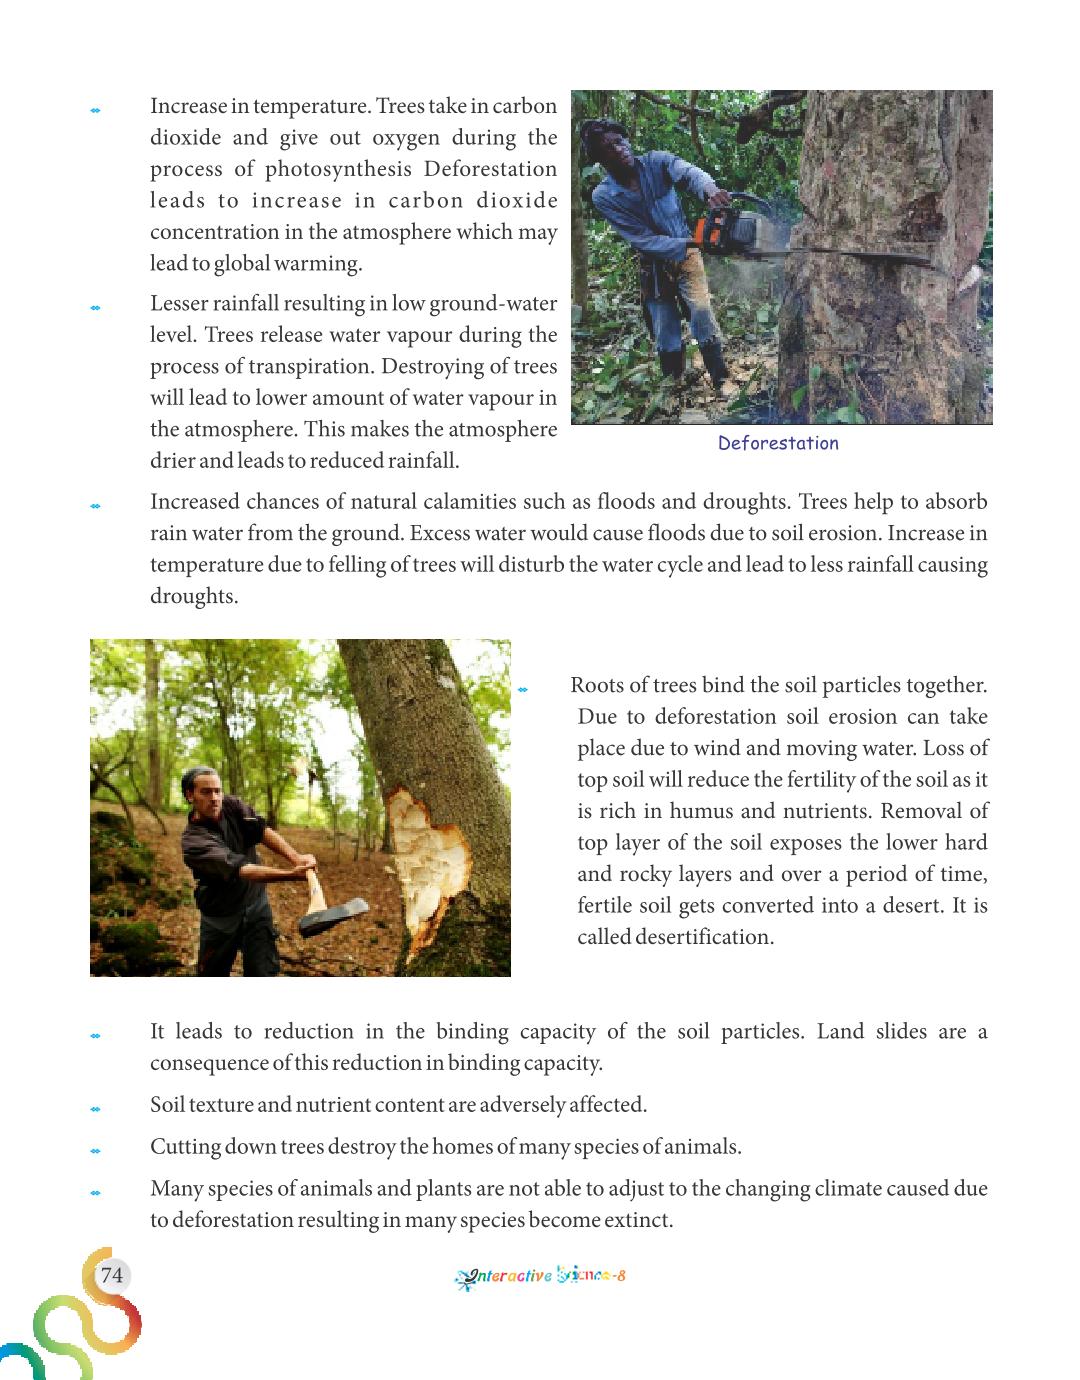 Increase in temperature. Trees take in carbon
dioxide and give out oxygen during the
process of photosynthesis Deforestation
leads to increase in carbon dioxide
concentration in the atmosphere which may
lead to global warming.
Lesser rainfall resulting in low ground-water
level. Trees release water vapour during the
process of transpiration. Destroying of trees
will lead to lower amount of water vapour in
the atmosphere. This makes the atmosphere
drier and leads to reduced rainfall.
Deforestation
Increased chances of natural calamities such as floods and droughts. Trees help to absorb
rain water from the ground. Excess water would cause floods due to soil erosion. Increase in
temperature due to felling of trees will disturb the water cycle and lead to less rainfall causing
droughts.
Roots of trees bind the soil particles together.
Due to deforestation soil erosion can take
place due to wind and moving water. Loss of
top soil will reduce the fertility of the soil as it
is rich in humus and nutrients. Removal of
top layer of the soil exposes the lower hard
and rocky layers and over a period of time,
fertile soil gets converted into a desert. It is
called desertification.
It leads to reduction in the binding capacity of the soil particles. Land slides are a
consequence of this reduction in binding capacity.
Soil texture and nutrient content are adversely affected.
Cutting down trees destroy the homes of many species of animals.
Many species of animals and plants are not able to adjust to the changing climate caused due
to deforestation resulting in many species become extinct.
74
Interactive Science-8